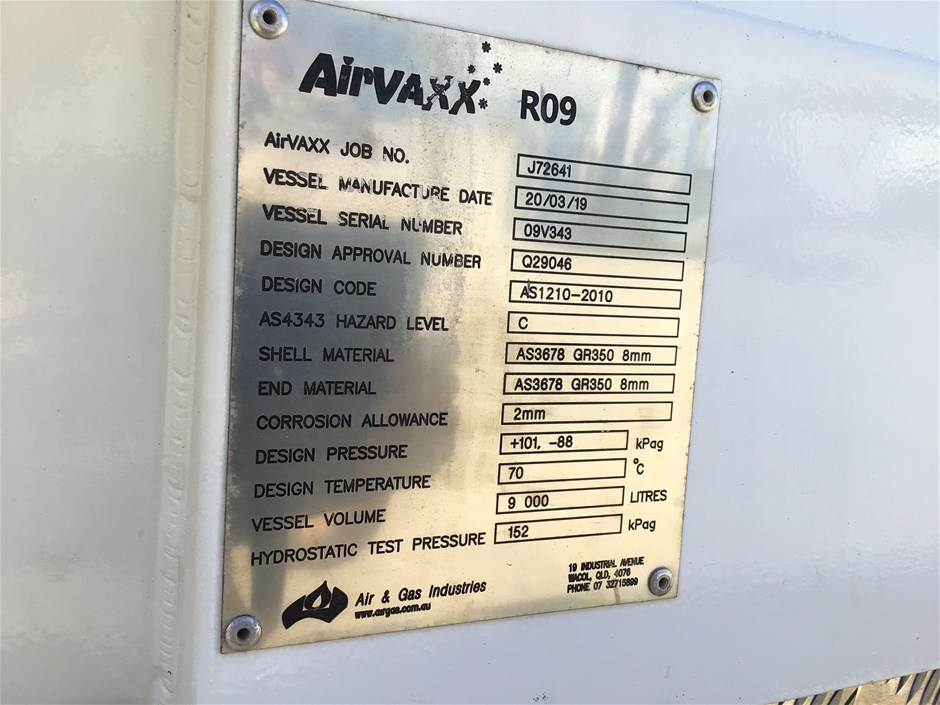 AirVAXX R09
AirVAXX JOB NO. J72641
VESSEL MANUFACTURE DATE 20/03/19
VESSEL SERIAL NUMBER 09V343
DESIGN APPROVAL NUMBER Q29046
DESIGN CODE AS1210-2010
AS4343 HAZARD LEVEL C
SHELL MATERIAL AS3678 GR350 8mm
END MATERIAL AS3678 GR350 8mm
CORROSION ALLOWANCE 2mm
DESIGN PRESSURE +101, -88 kPag
DESIGN TEMPERATURE 70 °C
VESSEL VOLUME 9 000 LITRES
HYDROSTATIC TEST PRESSURE 152 kPag
Air & Gas Industries
www.airgas.com.au
19 INDUSTRIAL AVENUE
WACOL, QLD, 4076
PHONE 07 32715899